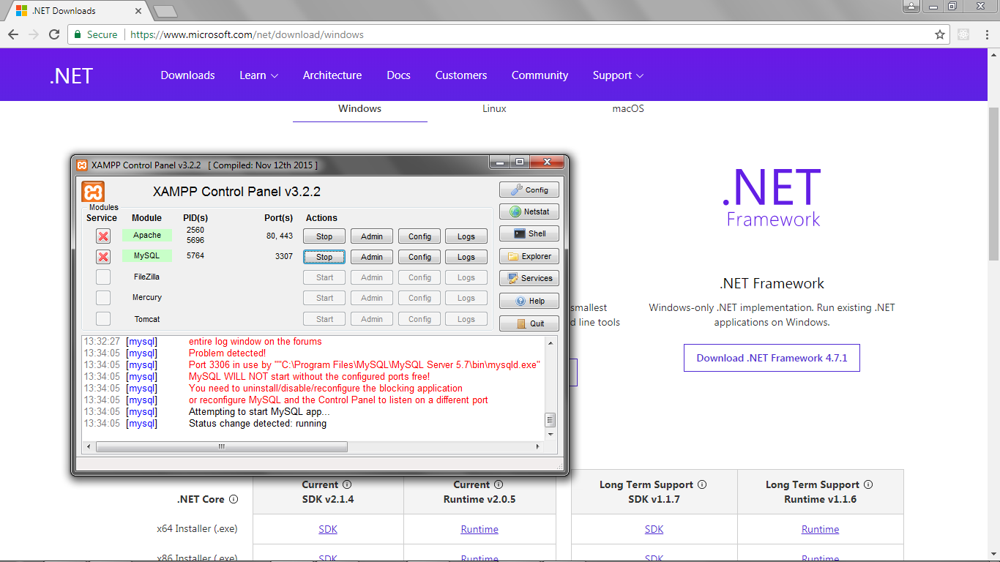 .NET Downloads
Secure https://www.microsoft.com/net/download/windows
.NET Downloads Learn Architecture Docs Customers Community Support
Windows Linux macOS
XAMPP Control Panel v3.2.2 [ Compiled: Nov 12th 2015 ]
XAMPP Control Panel v3.2.2
Modules
Service Module PID(s) Port(s) Actions
Apache 2560 5696 80, 443 Stop Admin Config Logs
MySQL 5764 3307 Stop Admin Config Logs
FileZilla Start Admin Config Logs
Mercury Start Admin Config Logs
Tomcat Start Admin Config Logs
Config
Netstat
Shell
Explorer
Services
Help
Quit
13:32:27 [mysql] entire log window on the forums
13:34:05 [mysql] Problem detected!
13:34:05 [mysql] Port 3306 in use by ""C:\Program Files\MySQL\MySQL Server 5.7\bin\mysqld.exe"
13:34:05 [mysql] MySQL WILL NOT start without the configured ports free!
13:34:05 [mysql] You need to uninstall/disable/reconfigure the blocking application
13:34:05 [mysql] or reconfigure MySQL and the Control Panel to listen on a different port
13:34:05 [mysql] Attempting to start MySQL app...
13:34:05 [mysql] Status change detected: running
smallest
d line tools
.NET
Framework
.NET Framework
Windows-only .NET implementation. Run existing .NET
applications on Windows.
Download .NET Framework 4.7.1
.NET Core
Current
SDK v2.1.4
Current
Runtime v2.0.5
Long Term Support
SDK v1.1.7
Long Term Support
Runtime v1.1.6
x64 Installer (.exe) SDK Runtime SDK Runtime
x86 Installer (.exe) SDK Runtime SDK Runtime